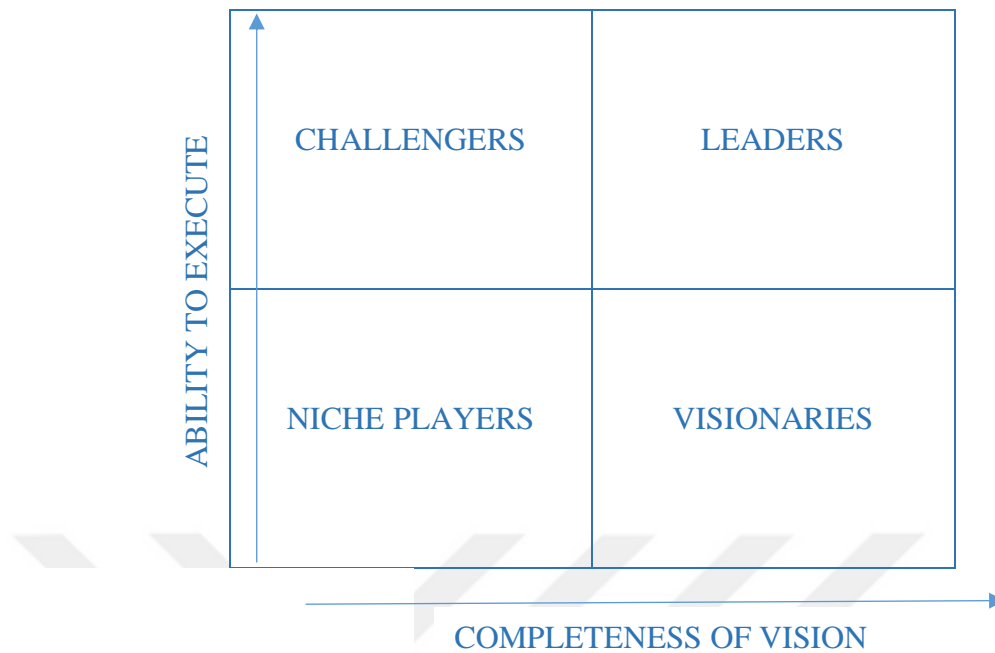 ABILITY TO EXECUTE
CHALLENGERS
LEADERS
NICHE PLAYERS
VISIONARIES
COMPLETENESS OF VISION